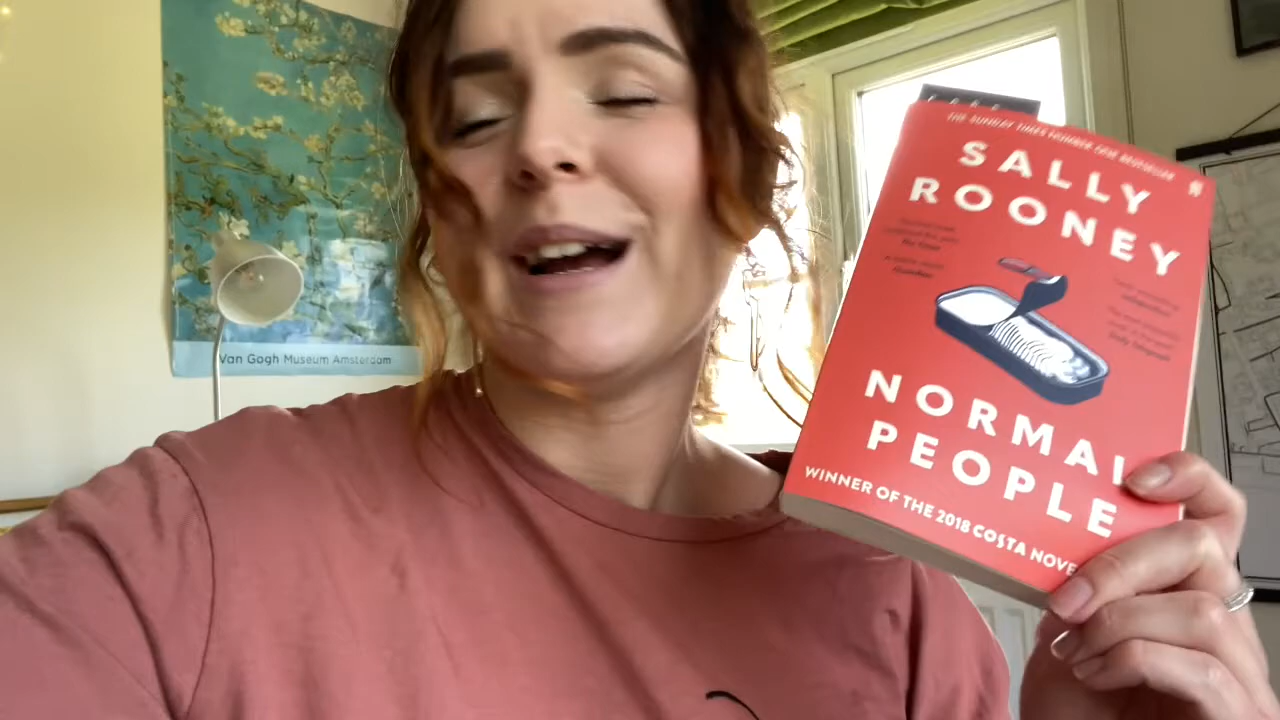 Van Gogh Museum Amsterdam
THE SUNDAY TIMES NUMBER ONE BESTSELLER
SALLY
ROONEY
NORMAL
PEOPLE
WINNER OF THE 2018 COSTA NOVE